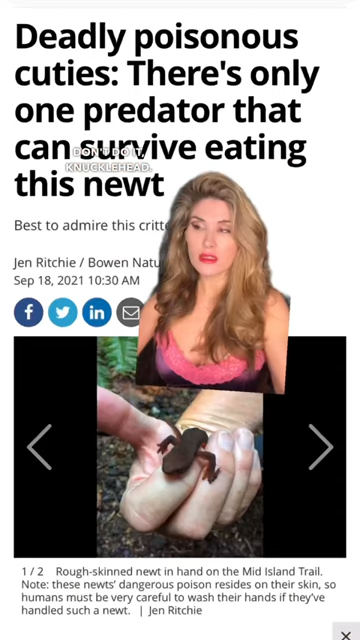 Deadly poisonous
cuties: There's only
one predator that
can survive eating
this newt
DON'T DO IT,
KNUCKLEHEAD.
Best to admire this critte
Jen Ritchie / Bowen Natu
Sep 18, 2021 10:30 AM
1 / 2 Rough-skinned newt in hand on the Mid Island Trail.
Note: these newts' dangerous poison resides on their skin, so
humans must be very careful to wash their hands if they've
handled such a newt. | Jen Ritchie